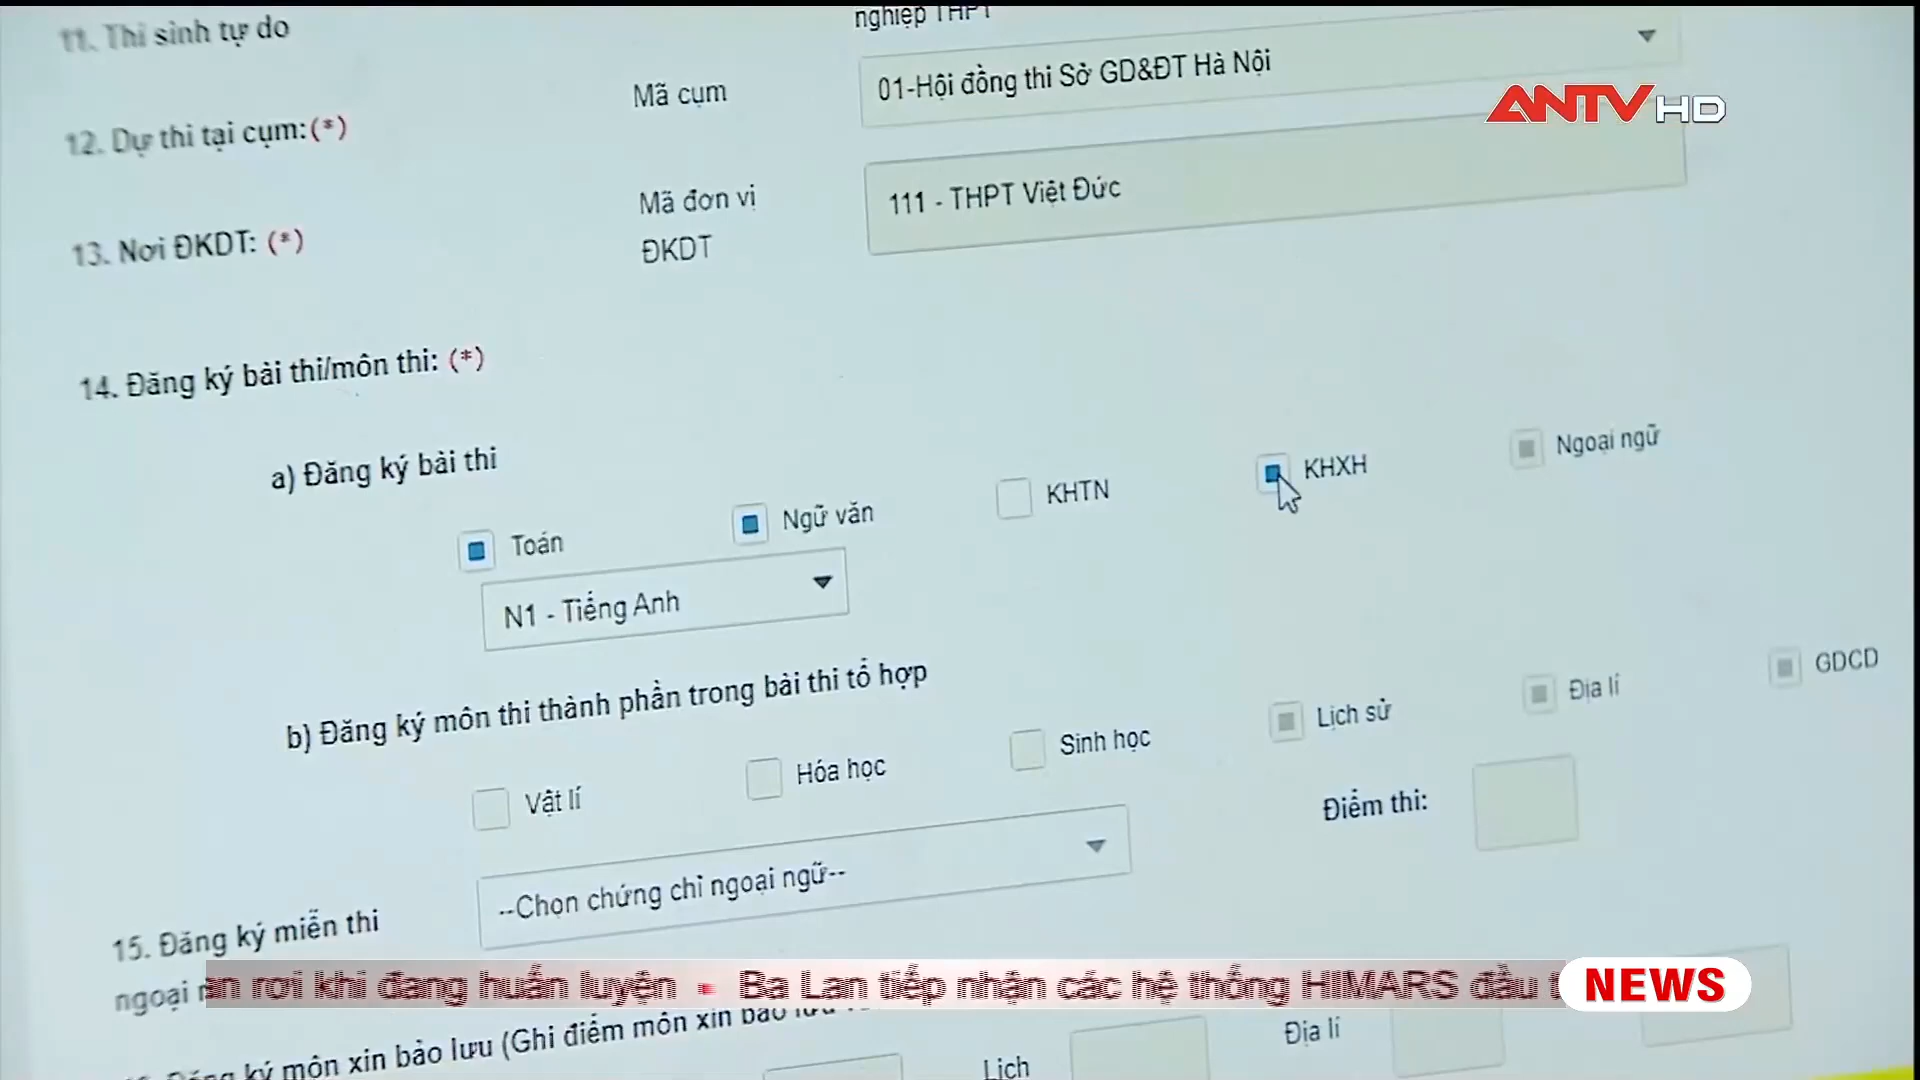 11. Thí sinh tự do
nghiệp THPT
12. Dự thi tại cụm:(*)
Mã cụm
01-Hội đồng thi Sở GD&ĐT Hà Nội
ANTV HD
13. Nơi ĐKDT: (*)
Mã đơn vị
ĐKDT
111 - THPT Việt Đức
14. Đăng ký bài thi/môn thi: (*)
a) Đăng ký bài thi
Toán
Ngữ văn
KHTN
KHXH
Ngoại ngữ
N1 - Tiếng Anh
b) Đăng ký môn thi thành phần trong bài thi tổ hợp
Vật lí
Hóa học
Sinh học
Lịch sử
Địa lí
GDCD
15. Đăng ký miễn thi
ngoại
--Chọn chứng chỉ ngoại ngữ--
Điểm thi:
rơi khi đang huấn luyện ▪ Ba Lan tiếp nhận các hệ thống HIMARS đầu
NEWS
ký môn xin bảo lưu (Ghi điểm môn xin bảo
Lịch
Địa lí